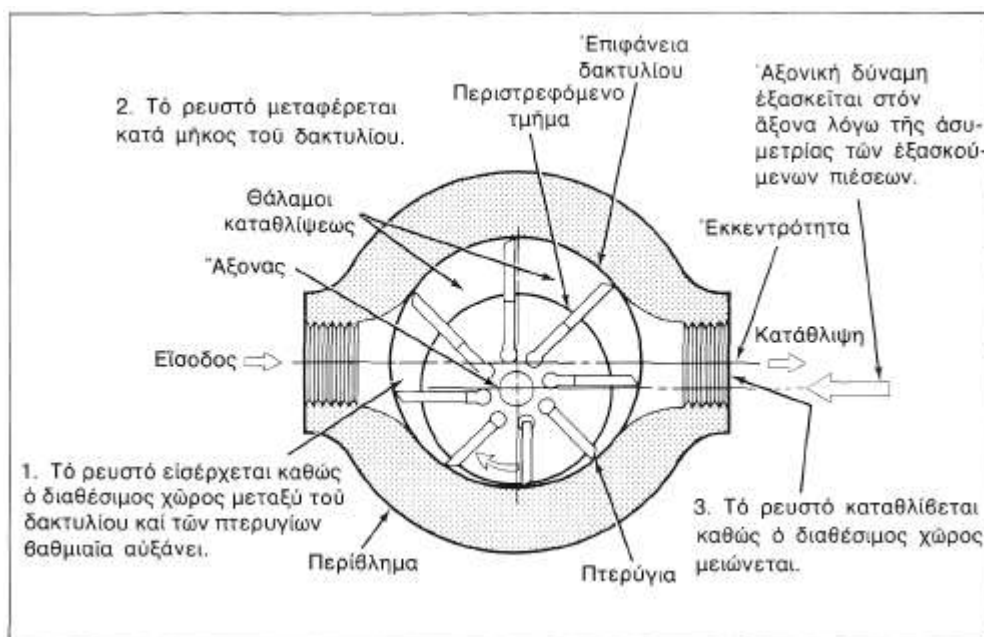 Ἐπιφάνεια
δακτυλίου
Περιστρεφόμενο
τμῆμα
Ἀξονική δύναμη
ἐξασκεῖται στόν
ἄξονα λόγω τῆς ἀσυ-
μετρίας τῶν ἐξασκού-
μενων πιέσεων.
2. Τό ρευστό μεταφέρεται
κατά μῆκος τοῦ δακτυλίου.
Θάλαμοι
καταθλίψεως
Ἄξονας
Ἐκκεντρότητα
Εἴσοδος
Κατάθλιψη
1. Τό ρευστό εἰσέρχεται καθώς
ὁ διαθέσιμος χῶρος μεταξύ τοῦ
δακτυλίου καί τῶν πτερυγίων
βαθμιαῖα αὐξάνει.
Περίβλημα
Πτερύγια
3. Τό ρευστό καταθλίβεται
καθώς ὁ διαθέσιμος χῶρος
μειώνεται.